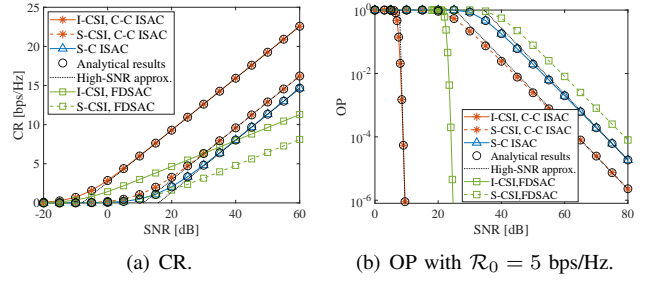 25
20
15
10
5
0
CR [bps/Hz]
I-CSI, C-C ISAC
S-CSI, C-C ISAC
S-C ISAC
Analytical results
High-SNR approx.
I-CSI, FDSAC
S-CSI, FDSAC
-20 0 20 40 60
SNR [dB]
(a) CR.
10^0
10^-2
10^-4
10^-6
OP
I-CSI, C-C ISAC
S-CSI, C-C ISAC
S-C ISAC
Analytical results
High-SNR approx.
I-CSI,FDSAC
S-CSI,FDSAC
0 20 40 60 80
SNR [dB]
(b) OP with R₀ = 5 bps/Hz.